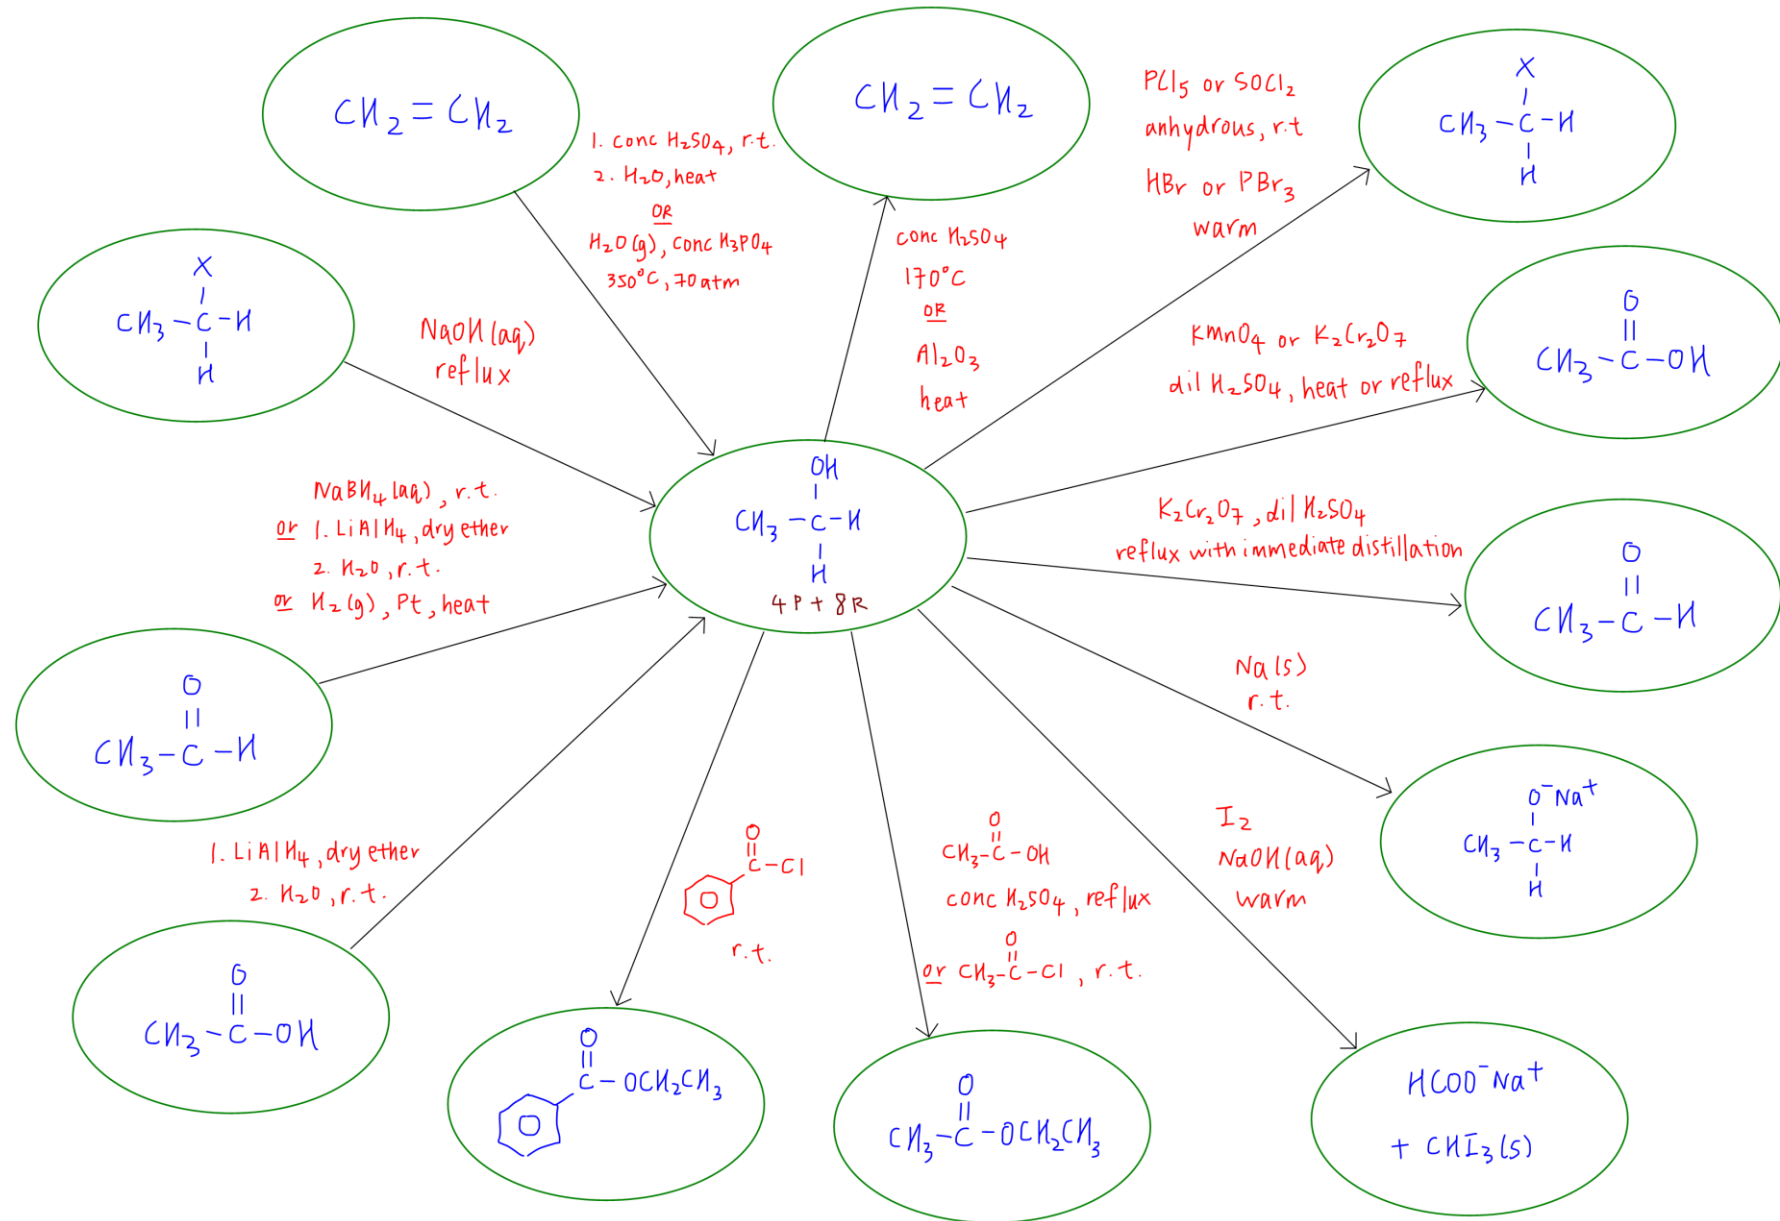 CH₂=CH₂
1. conc H₂SO₄, r.t.
2. H₂O, heat
OR
H₂O(g), conc H₃PO₄
350°C, 70 atm
CH₂=CH₂
conc H₂SO₄
170°C
OR
Al₂O₃
heat
PCl₅ or SOCl₂
anhydrous, r.t
HBr or PBr₃
warm
X
CH₃-C-H
H
X
CH₃-C-H
H
NaOH(aq)
reflux
KMnO₄ or K₂Cr₂O₇
dil H₂SO₄, heat or reflux
O
CH₃-C-OH
OH
CH₃-C-H
H
4P + 8R
NaBH₄(aq), r.t.
or 1. LiAlH₄, dry ether
2. H₂O, r.t.
or H₂(g), Pt, heat
O
CH₃-C-H
K₂Cr₂O₇, dil H₂SO₄
reflux with immediate distillation
O
CH₃-C-H
Na(s)
r.t.
O⁻Na⁺
CH₃-C-H
H
1. LiAlH₄, dry ether
2. H₂O, r.t.
O
CH₃-C-OH
O
C-Cl
r.t.
O
C-OCH₂CH₃
O
CH₃-C-OH
conc H₂SO₄, reflux
O
or CH₃-C-Cl, r.t.
O
CH₃-C-OCH₂CH₃
I₂
NaOH(aq)
warm
HCOO⁻Na⁺
+ CHI₃(s)